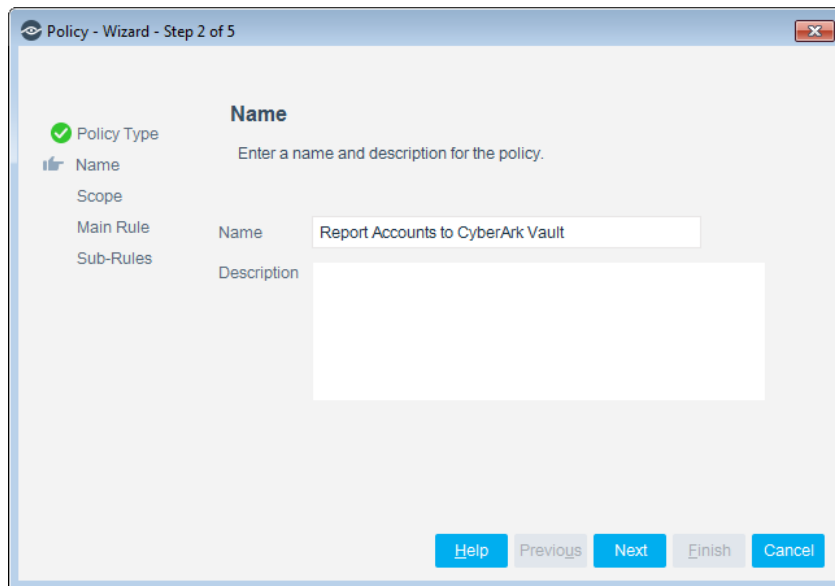 Policy - Wizard - Step 2 of 5
Policy Type
Name
Scope
Main Rule
Sub-Rules
Name
Enter a name and description for the policy.
Name
Report Accounts to CyberArk Vault
Description
Help
Previous
Next
Finish
Cancel